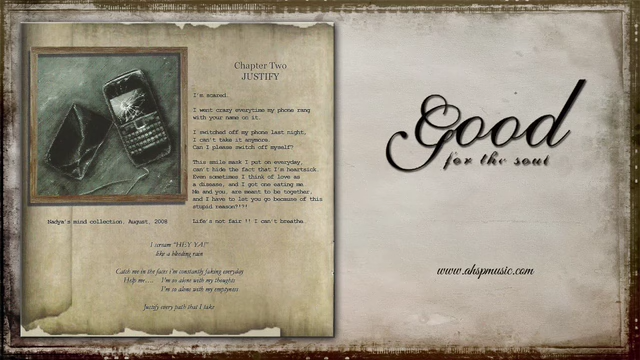 Chapter Two
JUSTIFY
I'm scared.
I went crazy everytime my phone rang
with your name on it.
I switched off my phone last night,
I can't take it anymore.
Can I please switch off myself?
This smile mask I put on everyday,
can't hide the fact that I'm heartsick.
Even sometimes I think of love as
a disease, and I got one eating me.
Me and you, are meant to be together,
and I have to let you go because of this
stupid reason?!?!
Life's not fair !! I can't breathe.
Nadya's mind collection. August, 2008
I scream "HEY YA!"
like a bleeding rain
Catch me in the facts i'm constantly faking everyday
Help me.... I'm so alone with my thoughts
I'm so alone with my emptyness
Justify every path that I take
Good
for the soul
www.ahspmusic.com